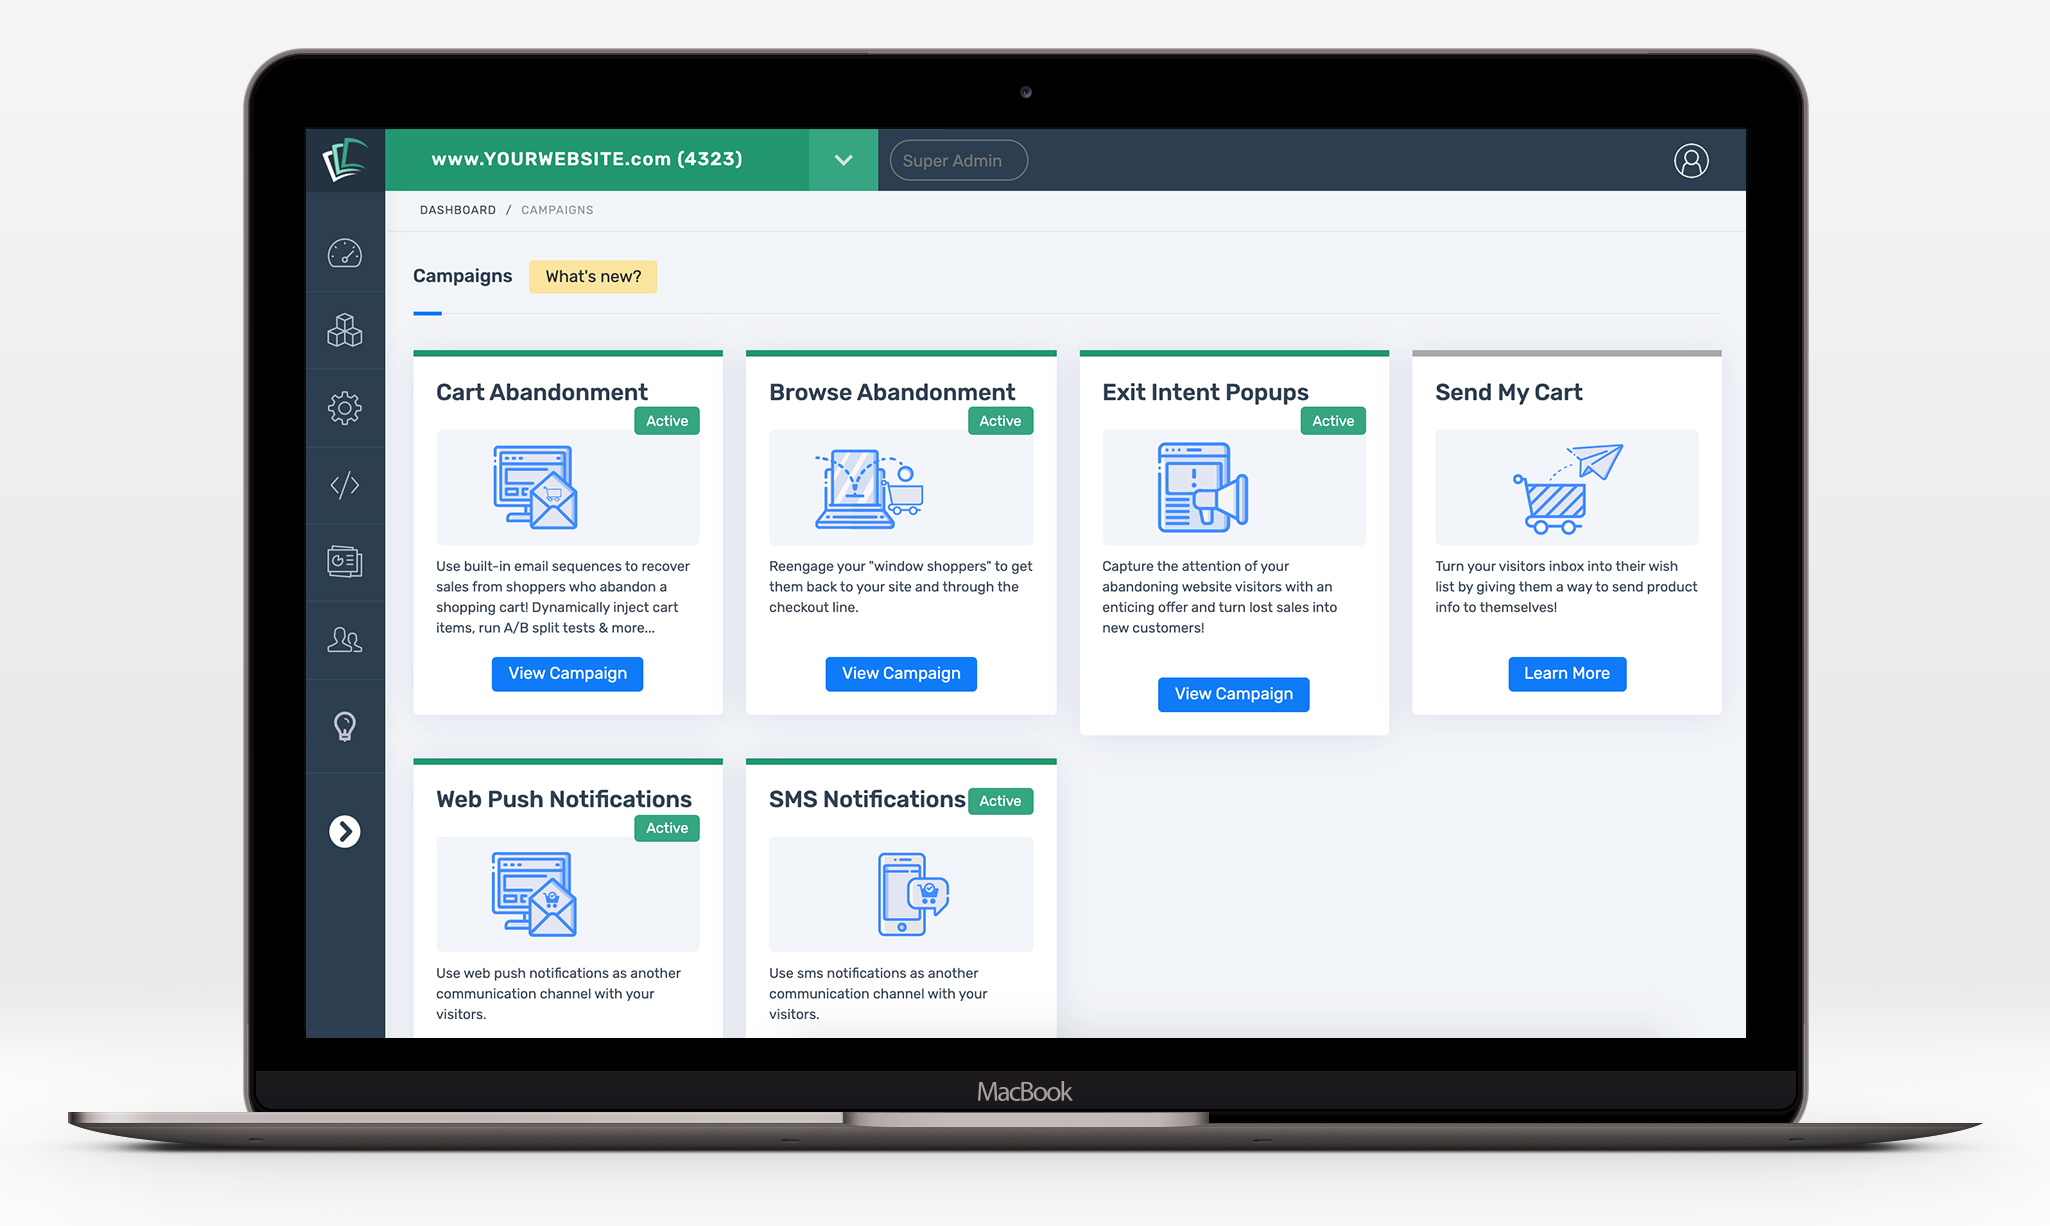 www.YOURWEBSITE.com (4323)
Super Admin
DASHBOARD / CAMPAIGNS
Campaigns
What's new?
Cart Abandonment
Active
Use built-in email sequences to recover
sales from shoppers who abandon a
shopping cart! Dynamically inject cart
items, run A/B split tests & more...
View Campaign
Browse Abandonment
Active
Reengage your "window shoppers" to get
them back to your site and through the
checkout line.
View Campaign
Exit Intent Popups
Active
Capture the attention of your
abandoning website visitors with an
enticing offer and turn lost sales into
new customers!
View Campaign
Send My Cart
Turn your visitors inbox into their wish
list by giving them a way to send product
info to themselves!
Learn More
Web Push Notifications
Active
Use web push notifications as another
communication channel with your
visitors.
SMS Notifications
Active
Use sms notifications as another
communication channel with your
visitors.
MacBook